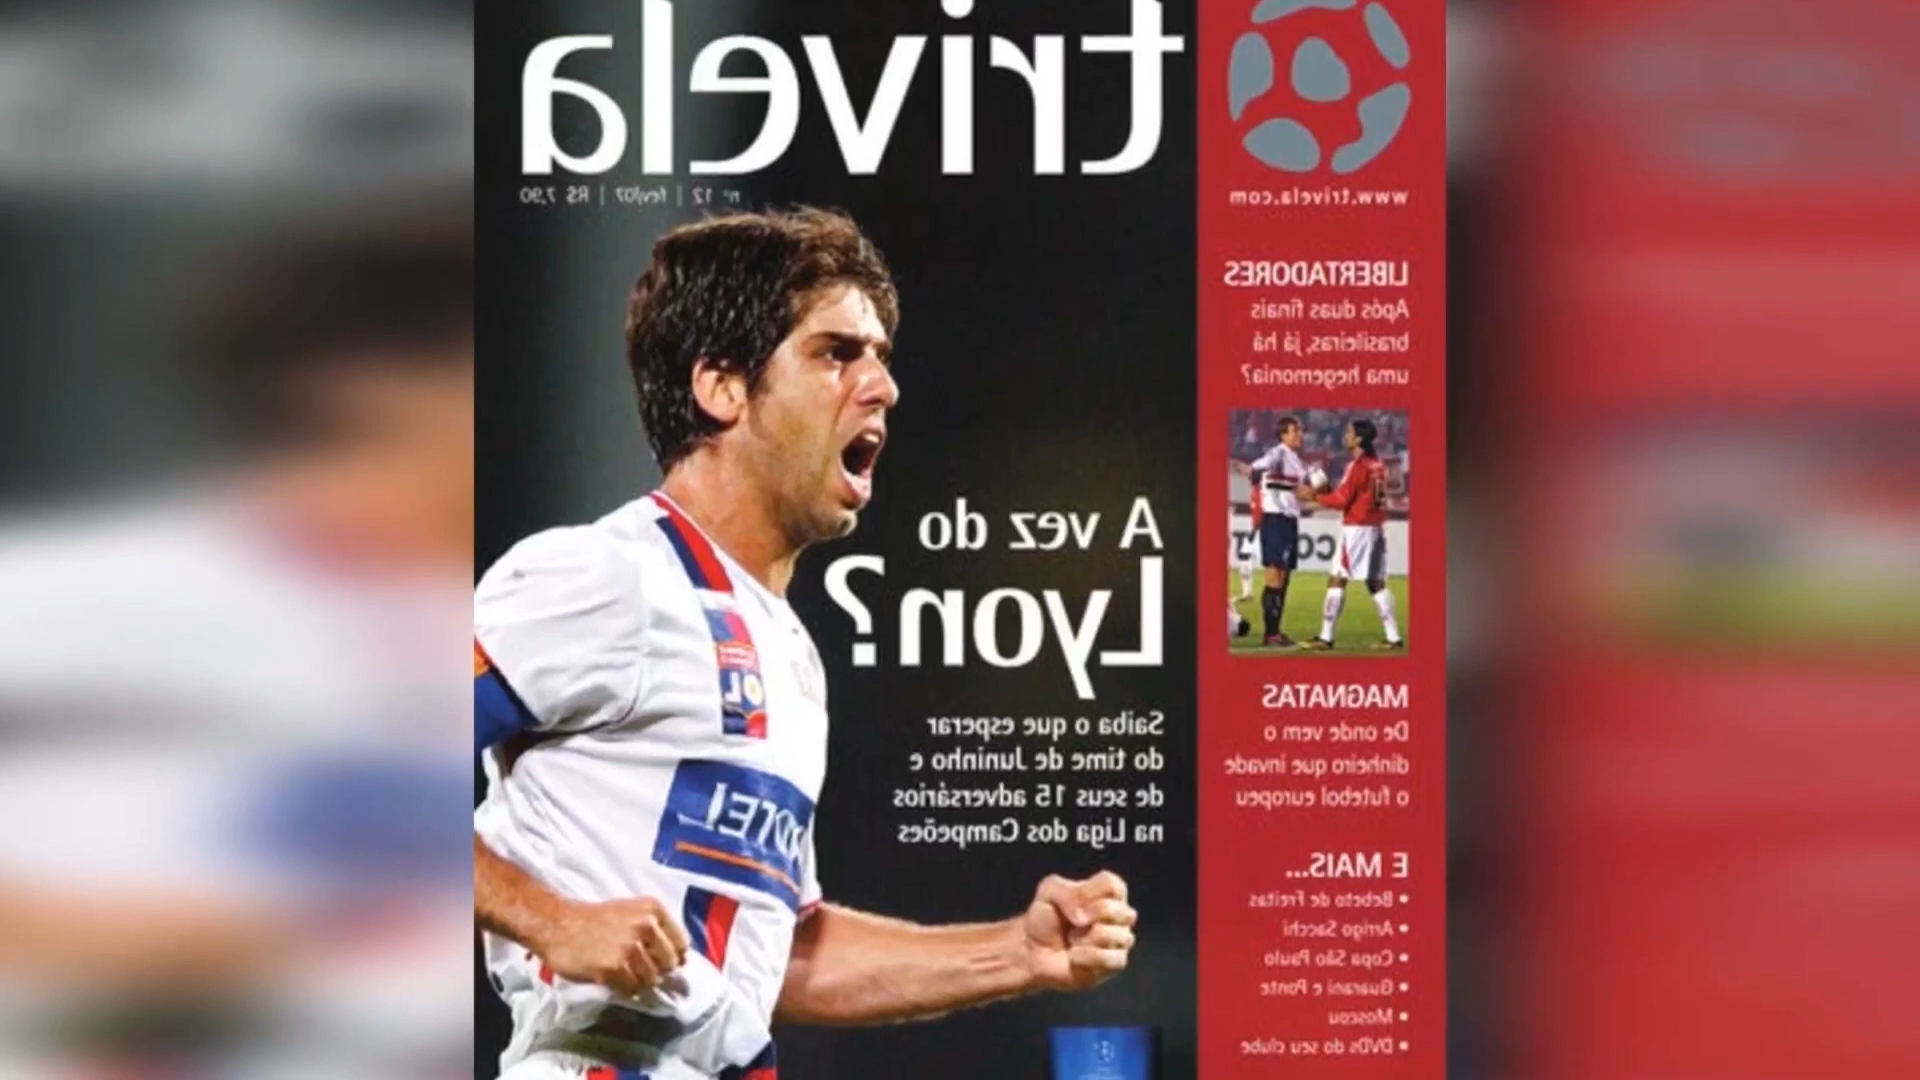 trivela
nº 12 | fev/07 | R$ 7,90
www.trivela.com
LIBERTADORES
Após duas finais
brasileiras, já há
uma hegemonia?
A vez do
Lyon?
Saiba o que esperar
do time de Juninho e
de seus 15 adversários
na Liga dos Campeões
MAGNATAS
De onde vem o
dinheiro que invade
o futebol europeu
E MAIS...
• Bebeto de Freitas
• Arrigo Sacchi
• Copa São Paulo
• Guarani e Ponte
• Moscou
• DVDs do seu clube
OL